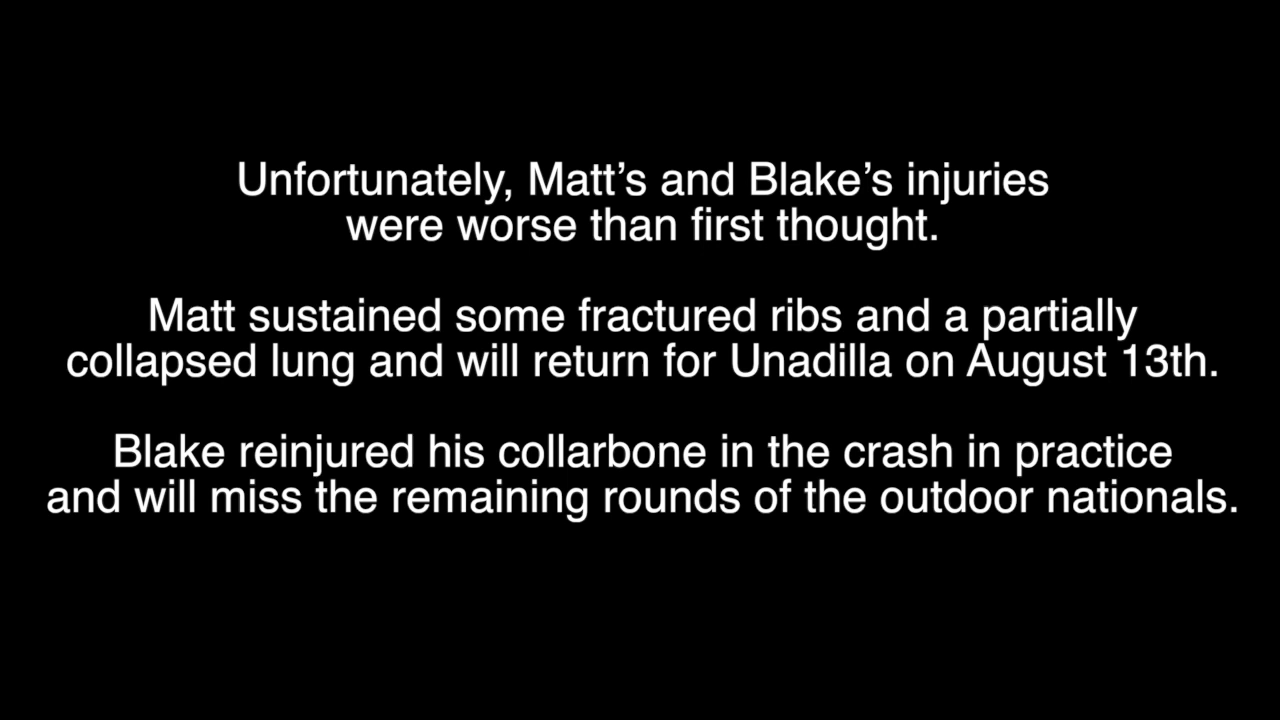 Unfortunately, Matt’s and Blake’s injuries
were worse than first thought.
Matt sustained some fractured ribs and a partially
collapsed lung and will return for Unadilla on August 13th.
Blake reinjured his collarbone in the crash in practice
and will miss the remaining rounds of the outdoor nationals.